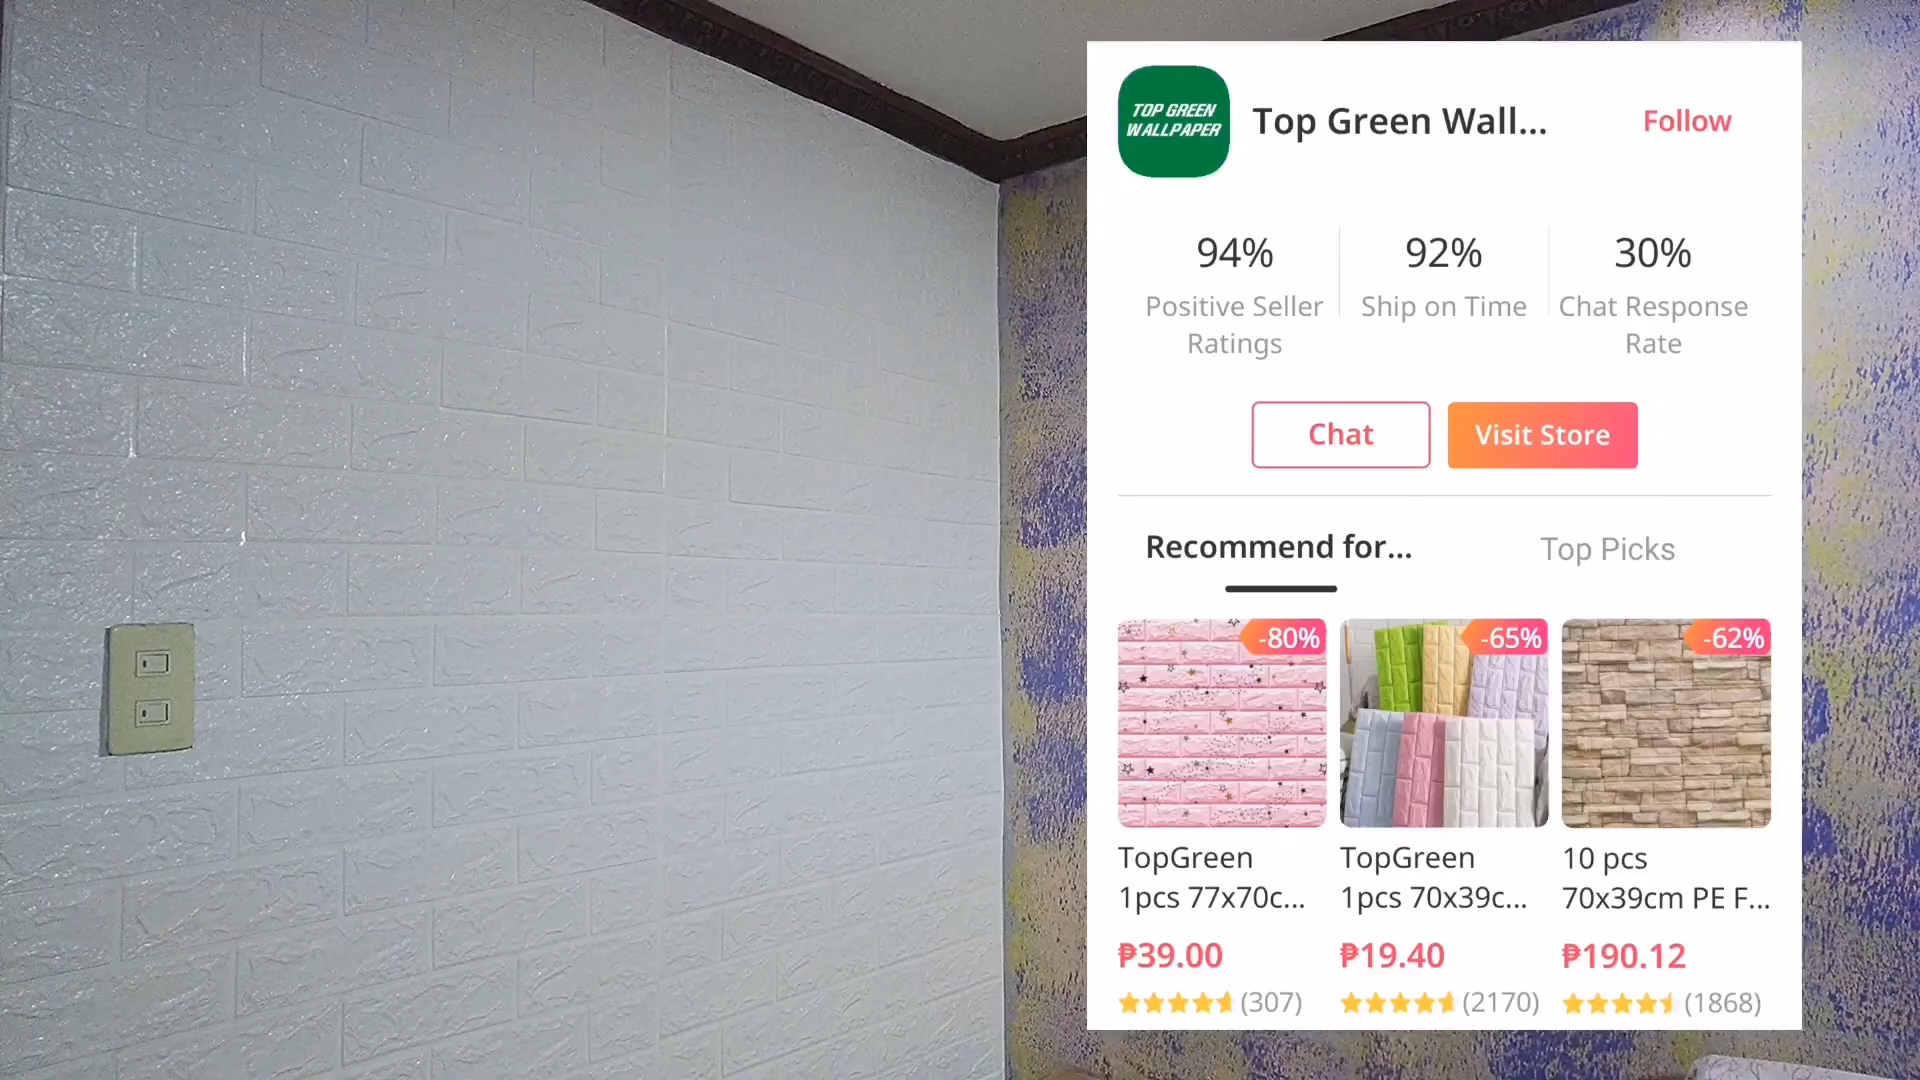 TOP GREEN
WALLPAPER
Top Green Wall...
Follow
94%
Positive Seller
Ratings
92%
Ship on Time
30%
Chat Response
Rate
Chat
Visit Store
Recommend for...
Top Picks
-80%
TopGreen
1pcs 77x70c...
₱39.00
(307)
-65%
TopGreen
1pcs 70x39c...
₱19.40
(2170)
-62%
10 pcs
70x39cm PE F...
₱190.12
(1868)